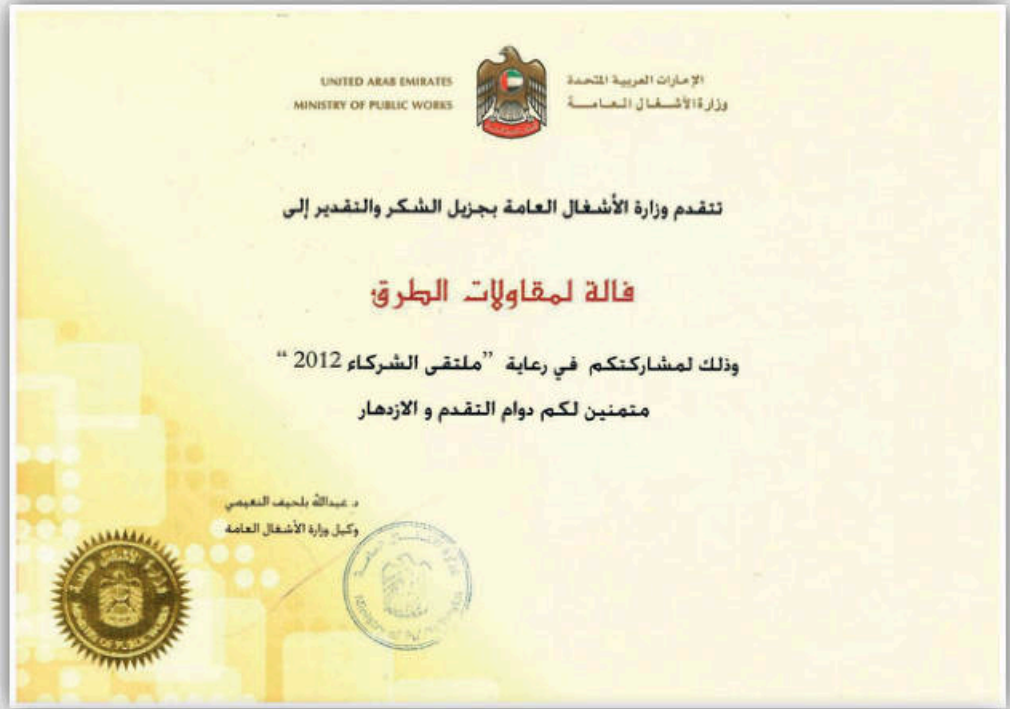 UNITED ARAB EMIRATES
MINISTRY OF PUBLIC WORKS
الإمارات العربية المتحدة
وزارة الأشغال العامة
تتقدم وزارة الأشغال العامة بجزيل الشكر والتقدير إلى
فالة لمقاولات الطرق
وذلك لمشاركتكم في رعاية ”ملتقى الشركاء 2012 “
متمنين لكم دوام التقدم و الازدهار
د. عبدالله بلحيف النعيمي
وكيل وزارة الأشغال العامة